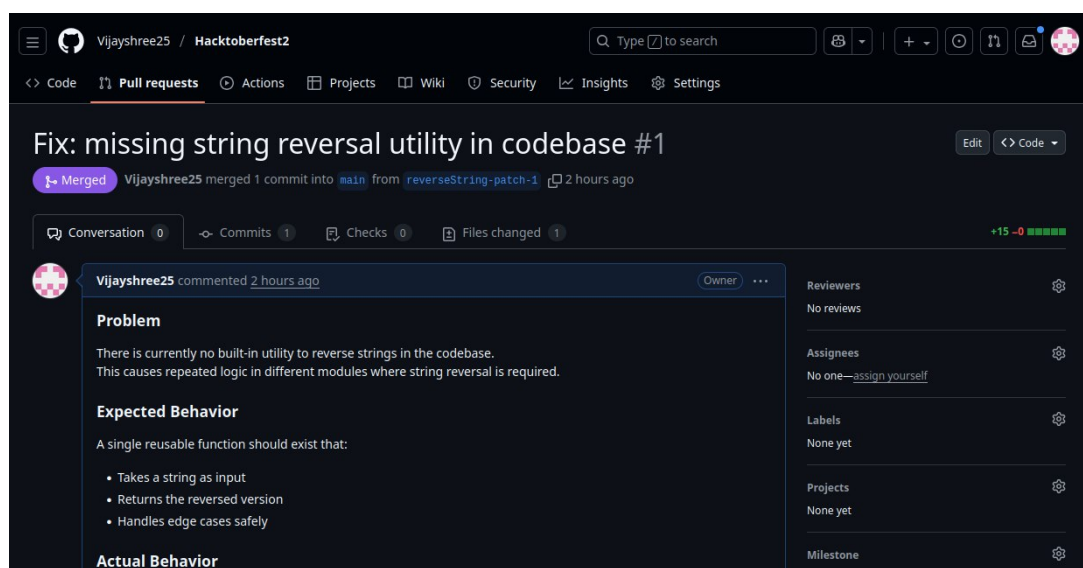 Vijayshree25 / Hacktoberfest2
Type / to search
Code
Pull requests
Actions
Projects
Wiki
Security
Insights
Settings
Fix: missing string reversal utility in codebase #1
Edit
<> Code
Merged
Vijayshree25 merged 1 commit into main from reverseString-patch-1 2 hours ago
Conversation 0
Commits 1
Checks 0
Files changed 1
+15 −0
Vijayshree25 commented 2 hours ago
Owner
Problem
There is currently no built-in utility to reverse strings in the codebase.
This causes repeated logic in different modules where string reversal is required.
Expected Behavior
A single reusable function should exist that:
• Takes a string as input
• Returns the reversed version
• Handles edge cases safely
Actual Behavior
Reviewers
No reviews
Assignees
No one—assign yourself
Labels
None yet
Projects
None yet
Milestone